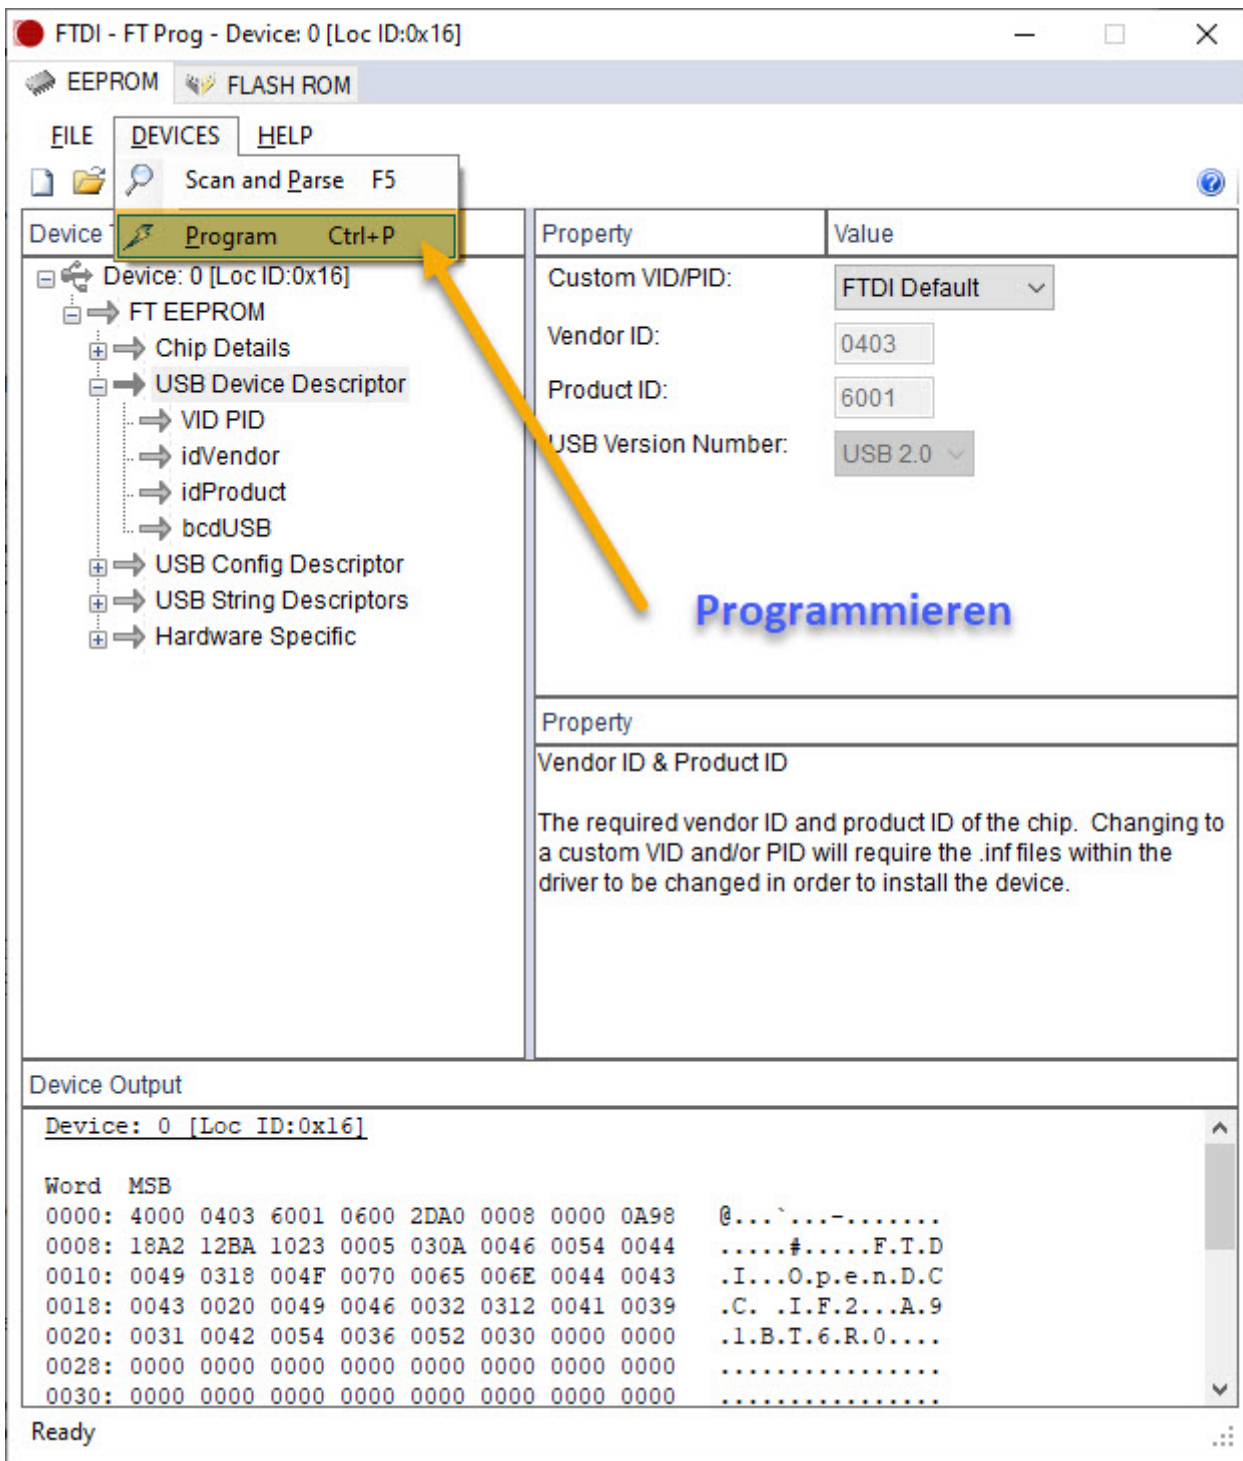 FTDI - FT Prog - Device: 0 [Loc ID:0x16]
EEPROM FLASH ROM
FILE DEVICES HELP
Scan and Parse F5
Program Ctrl+P
Device
Property Value
Device: 0 [Loc ID:0x16]
FT EEPROM
Chip Details
USB Device Descriptor
VID PID
idVendor
idProduct
bcdUSB
USB Config Descriptor
USB String Descriptors
Hardware Specific
Custom VID/PID: FTDI Default
Vendor ID: 0403
Product ID: 6001
USB Version Number: USB 2.0
Programmieren
Property
Vendor ID & Product ID
The required vendor ID and product ID of the chip. Changing to
a custom VID and/or PID will require the .inf files within the
driver to be changed in order to install the device.
Device Output
Device: 0 [Loc ID:0x16]
Word MSB
0000: 4000 0403 6001 0600 2DA0 0008 0000 0A98 @...`...-.......
0008: 18A2 12BA 1023 0005 030A 0046 0054 0044 .....#.....F.T.D
0010: 0049 0318 004F 0070 0065 006E 0044 0043 .I...O.p.e.n.D.C
0018: 0043 0020 0049 0046 0032 0312 0041 0039 .C. .I.F.2...A.9
0020: 0031 0042 0054 0036 0052 0030 0000 0000 .1.B.T.6.R.0....
0028: 0000 0000 0000 0000 0000 0000 0000 0000 ................
0030: 0000 0000 0000 0000 0000 0000 0000 0000 ................
Ready